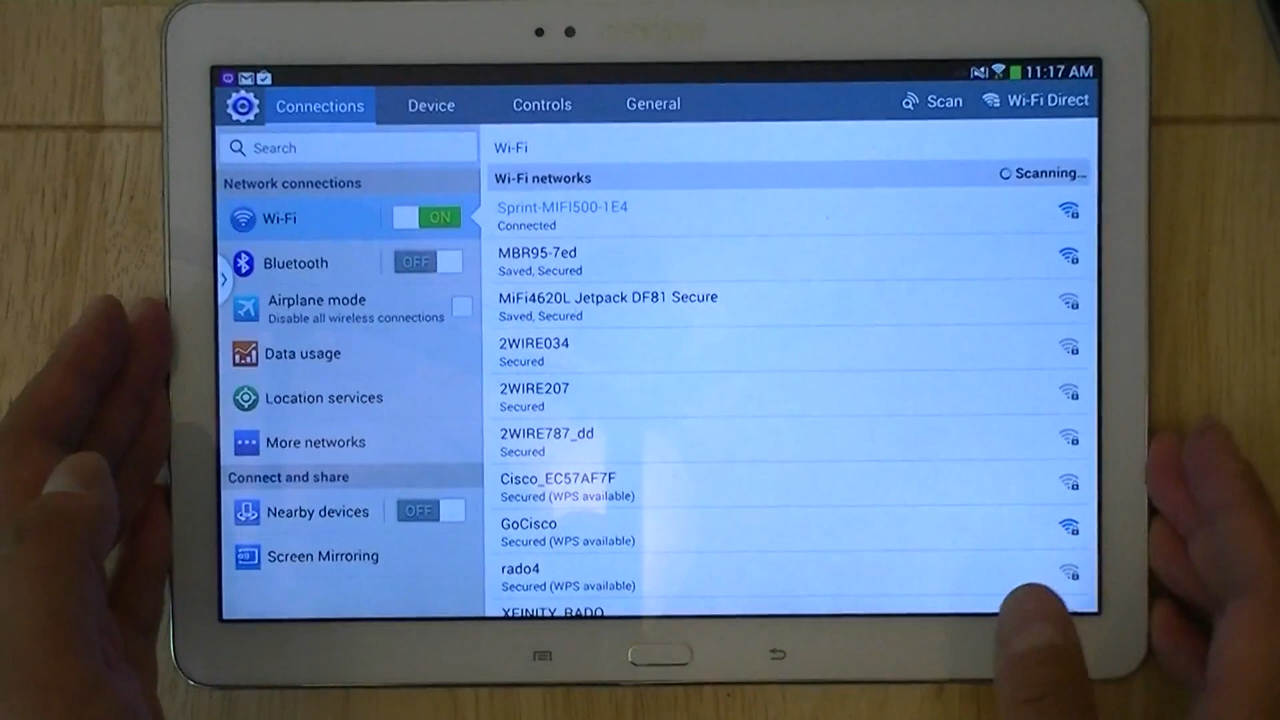 11:17 AM
Connections Device Controls General Scan Wi-Fi Direct
Search
Network connections
Wi-Fi ON
Bluetooth OFF
Airplane mode
Disable all wireless connections
Data usage
Location services
More networks
Connect and share
Nearby devices OFF
Screen Mirroring
Wi-Fi
Wi-Fi networks Scanning...
Sprint-MIFI500-1E4
Connected
MBR95-7ed
Saved, Secured
MiFi4620L Jetpack DF81 Secure
Saved, Secured
2WIRE034
Secured
2WIRE207
Secured
2WIRE787_dd
Secured
Cisco_EC57AF7F
Secured (WPS available)
GoCisco
Secured (WPS available)
rado4
Secured (WPS available)
XFINITY_RADO